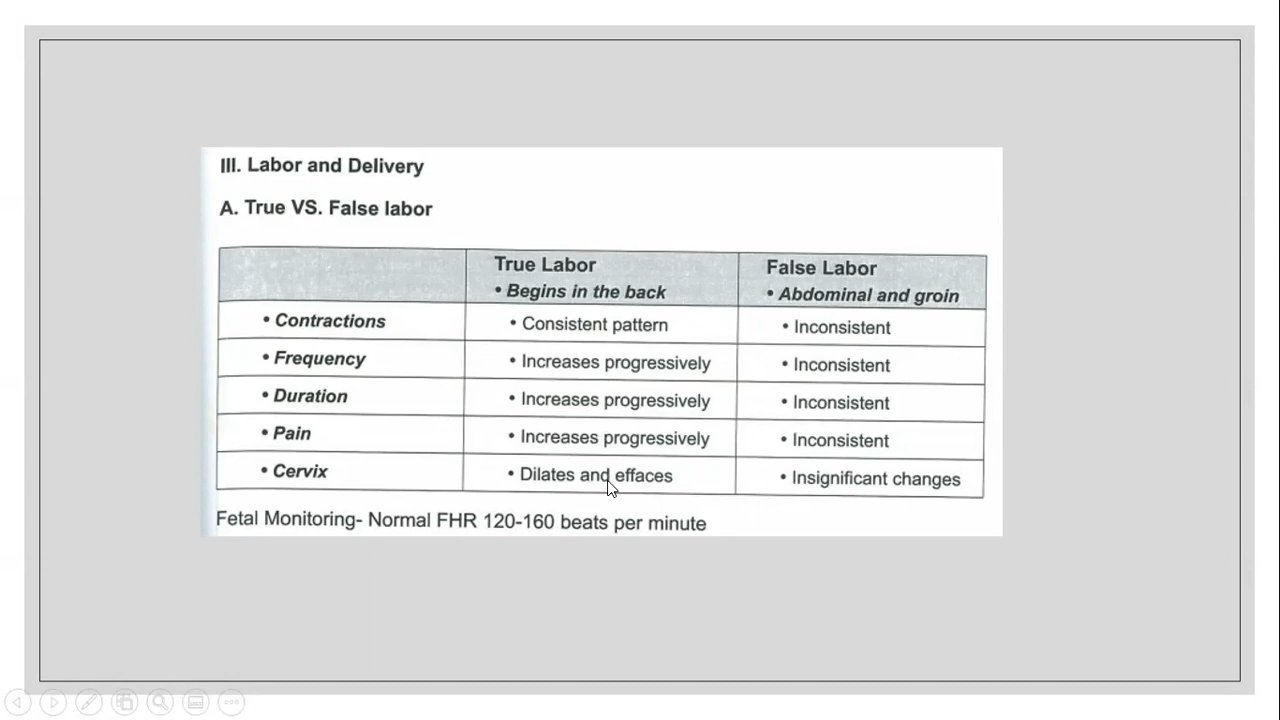 III. Labor and Delivery
A. True VS. False labor
True Labor
• Begins in the back
False Labor
• Abdominal and groin
• Contractions
• Consistent pattern
• Inconsistent
• Frequency
• Increases progressively
• Inconsistent
• Duration
• Increases progressively
• Inconsistent
• Pain
• Increases progressively
• Inconsistent
• Cervix
• Dilates and effaces
• Insignificant changes
Fetal Monitoring- Normal FHR 120-160 beats per minute